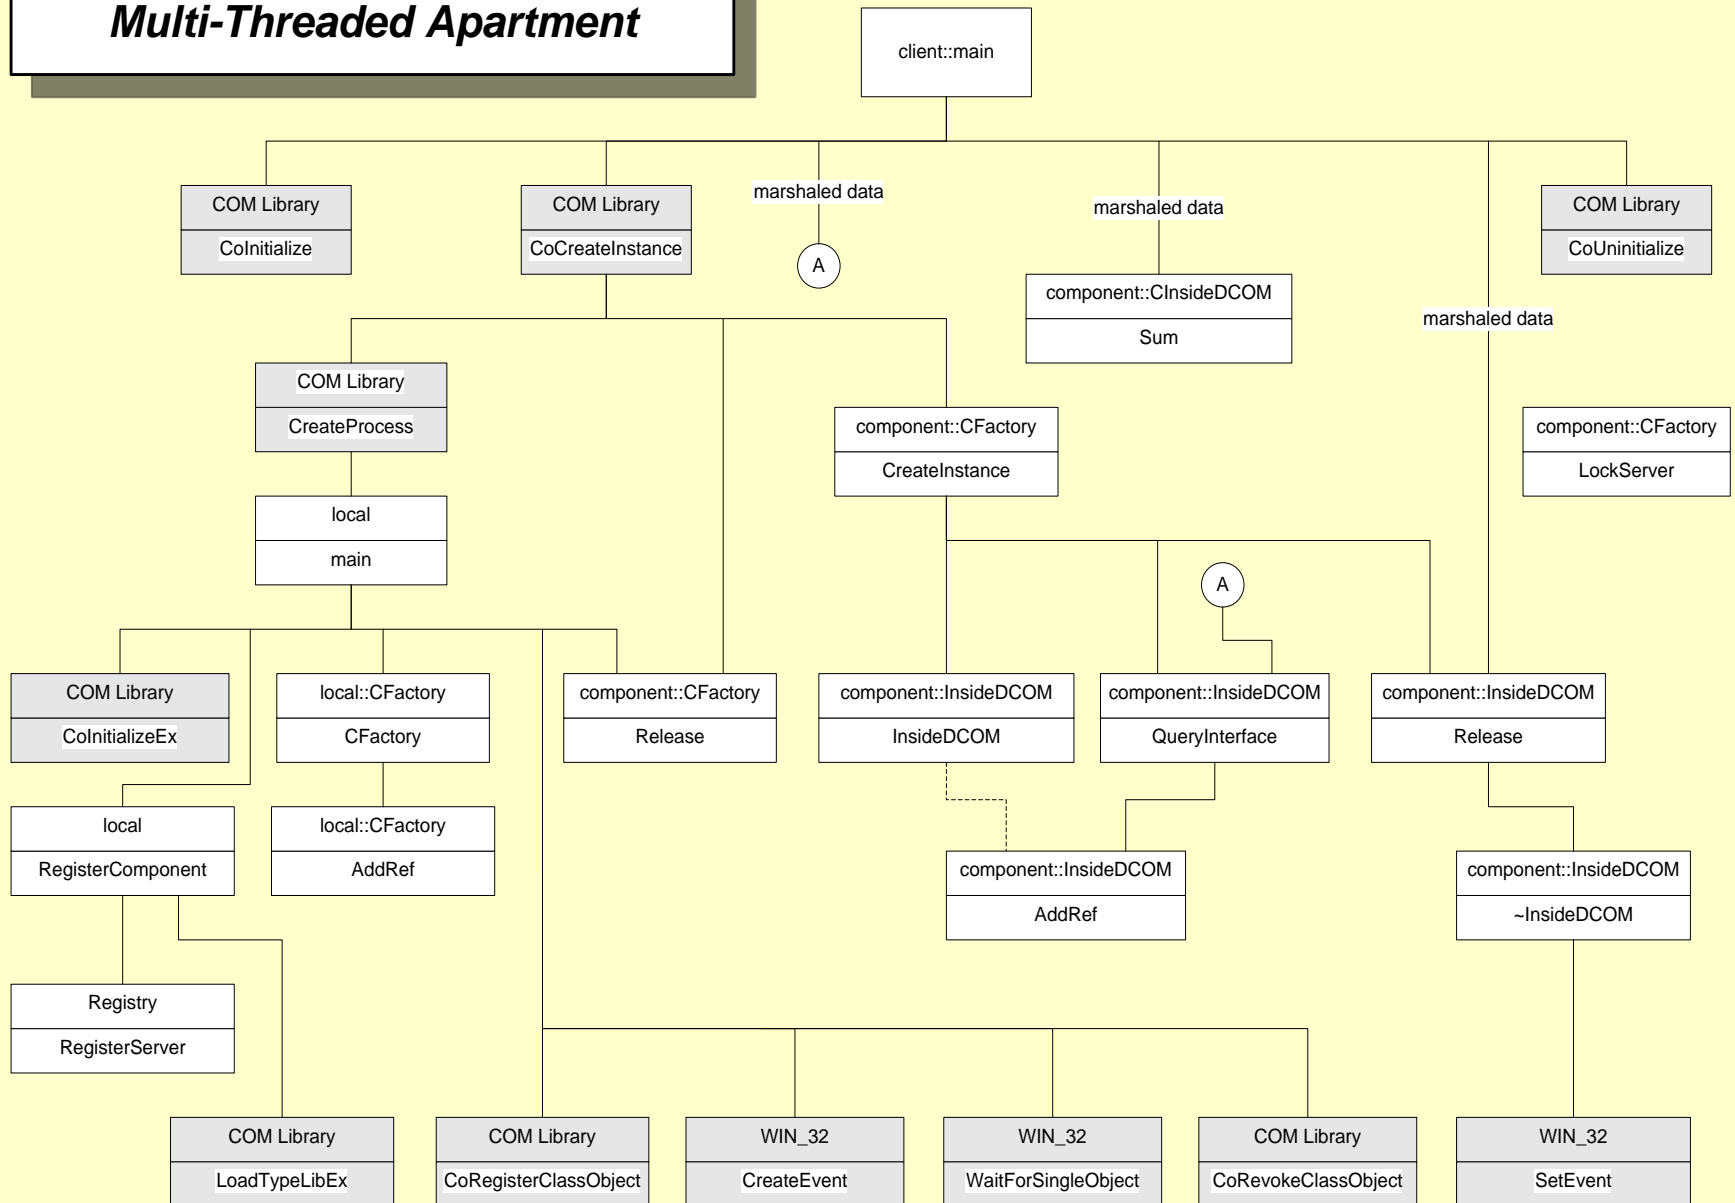 Multi-Threaded Apartment
client::main
COM Library
CoInitialize
COM Library
CoCreateInstance
marshaled data
A
marshaled data
component::CInsideDCOM
Sum
marshaled data
COM Library
CoUninitialize
COM Library
CreateProcess
component::CFactory
CreateInstance
component::CFactory
LockServer
local
main
A
COM Library
CoInitializeEx
local::CFactory
CFactory
component::CFactory
Release
component::InsideDCOM
InsideDCOM
component::InsideDCOM
QueryInterface
component::InsideDCOM
Release
local
RegisterComponent
local::CFactory
AddRef
component::InsideDCOM
AddRef
component::InsideDCOM
~InsideDCOM
Registry
RegisterServer
COM Library
LoadTypeLibEx
COM Library
CoRegisterClassObject
WIN_32
CreateEvent
WIN_32
WaitForSingleObject
COM Library
CoRevokeClassObject
WIN_32
SetEvent